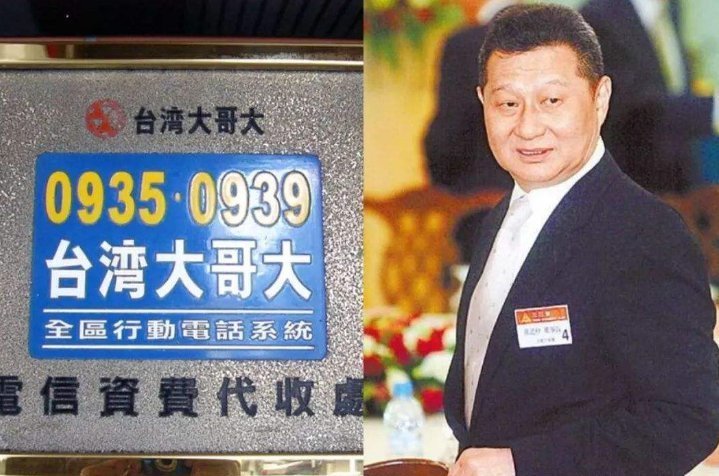 台湾大哥大
0935·0939
台湾大哥大
全區行動電話系統
電信資費代收處
4